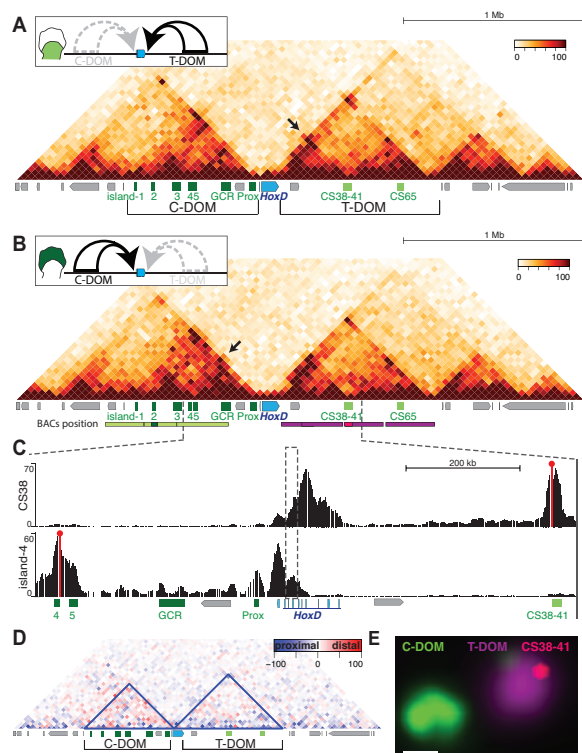 A
1 Mb
C-DOM T-DOM
0 100
island-1 2 3 45 GCR Prox HoxD CS38-41 CS65
C-DOM T-DOM
B
1 Mb
C-DOM T-DOM
0 100
island-1 2 3 45 GCR Prox HoxD CS38-41 CS65
BACs position
C
200 kb
70
CS38
0
60
island-4
0
4 5 GCR Prox HoxD CS38-41
D
proximal distal
-100 0 100
C-DOM T-DOM
E
C-DOM T-DOM CS38-41